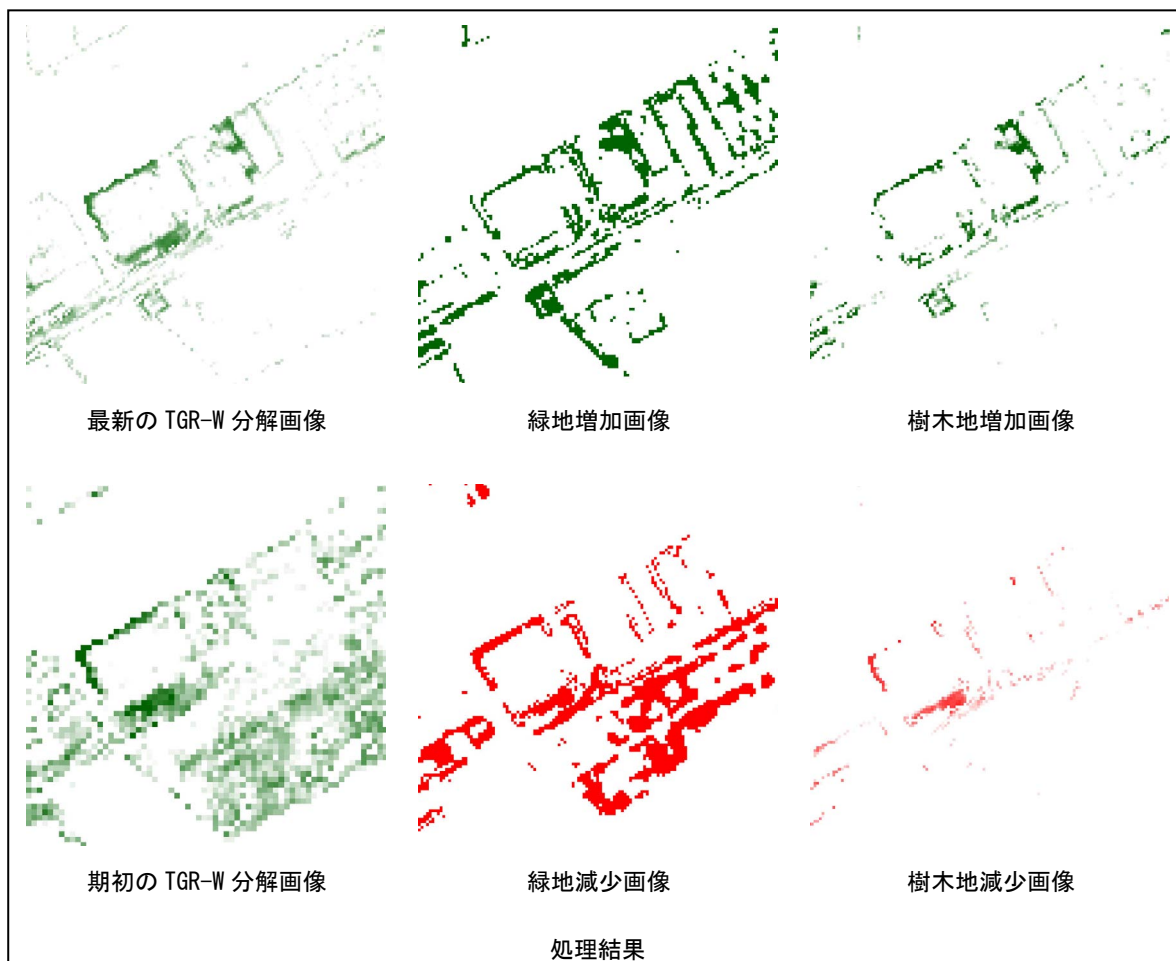 最新の TGR-W 分解画像
緑地増加画像
樹木地増加画像
期初の TGR-W 分解画像
緑地減少画像
樹木地減少画像
処理結果